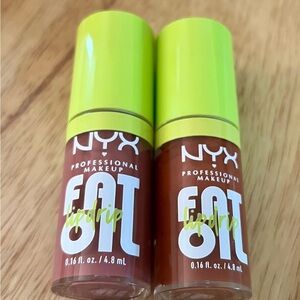 NYX
PROFESSIONAL
MAKEUP
FAT
lip drip
OIL
0.16 fl. oz. / 4.8 mL
NYX
PROFESSIONAL
MAKEUP
FAT
lip drip
OIL
0.16 fl. oz. / 4.8 mL